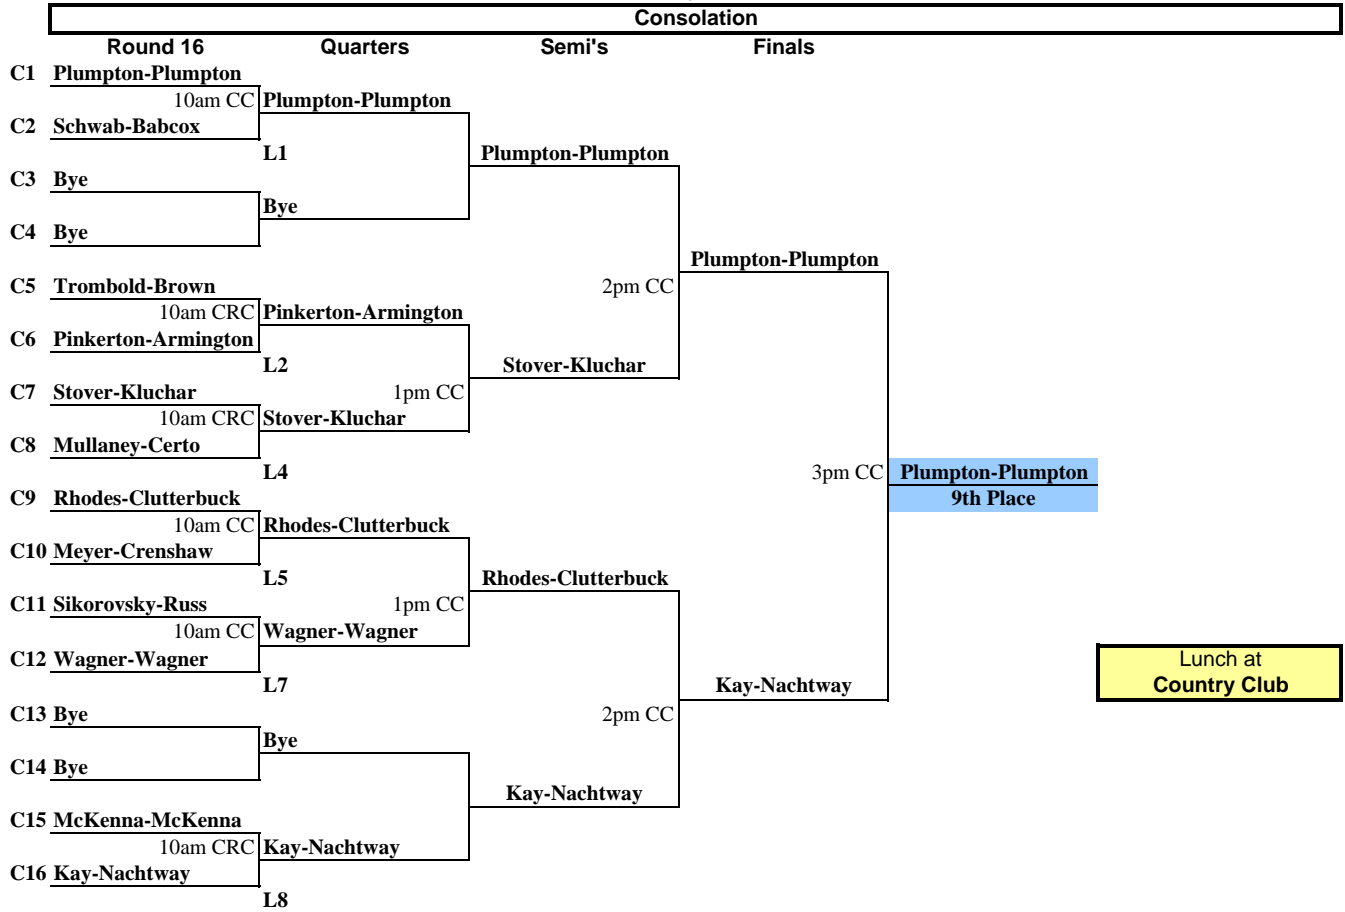 Consolation
Round 16 Quarters Semi's Finals
C1 Plumpton-Plumpton
10am CC Plumpton-Plumpton
C2 Schwab-Babcox
L1 Plumpton-Plumpton
C3 Bye
Bye
C4 Bye
Plumpton-Plumpton
C5 Trombold-Brown 2pm CC
10am CRC Pinkerton-Armington
C6 Pinkerton-Armington
L2 Stover-Kluchar
C7 Stover-Kluchar 1pm CC
10am CRC Stover-Kluchar
C8 Mullaney-Certo
L4 3pm CC Plumpton-Plumpton
C9 Rhodes-Clutterbuck 9th Place
10am CC Rhodes-Clutterbuck
C10 Meyer-Crenshaw
L5 Rhodes-Clutterbuck
C11 Sikorovsky-Russ 1pm CC
10am CC Wagner-Wagner
C12 Wagner-Wagner Lunch at
L7 Kay-Nachtway Country Club
C13 Bye 2pm CC
Bye
C14 Bye
Kay-Nachtway
C15 McKenna-McKenna
10am CRC Kay-Nachtway
C16 Kay-Nachtway
L8